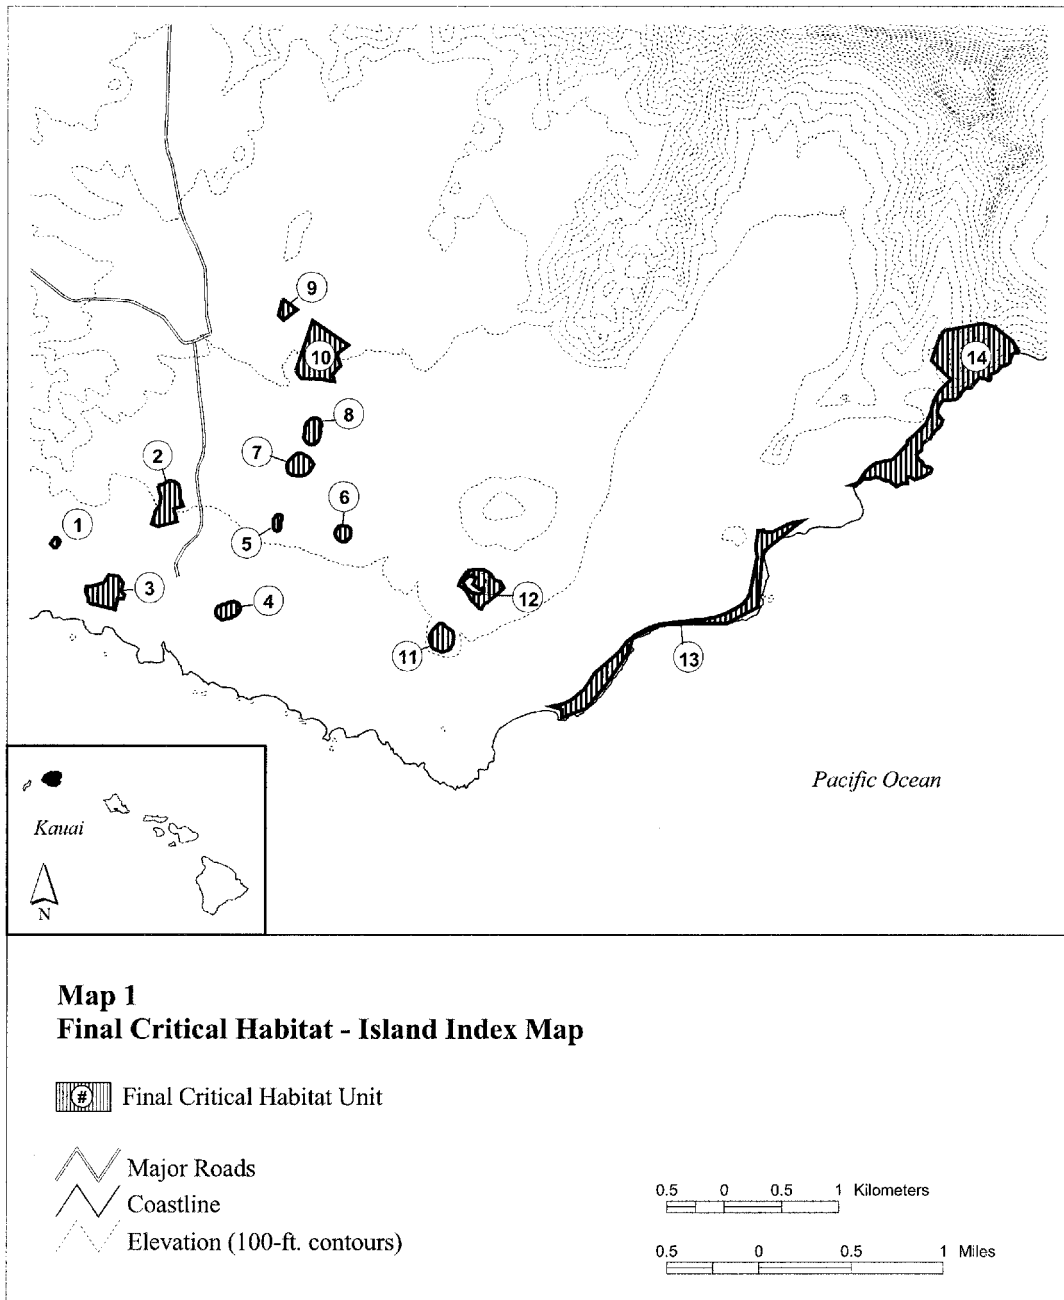 9
10
14
8
7
2
6
1
5
3
4
12
11
13
Pacific Ocean
Kauai
N
Map 1
Final Critical Habitat - Island Index Map
# Final Critical Habitat Unit
Major Roads
Coastline
Elevation (100-ft. contours)
0.5 0 0.5 1 Kilometers
0.5 0 0.5 1 Miles